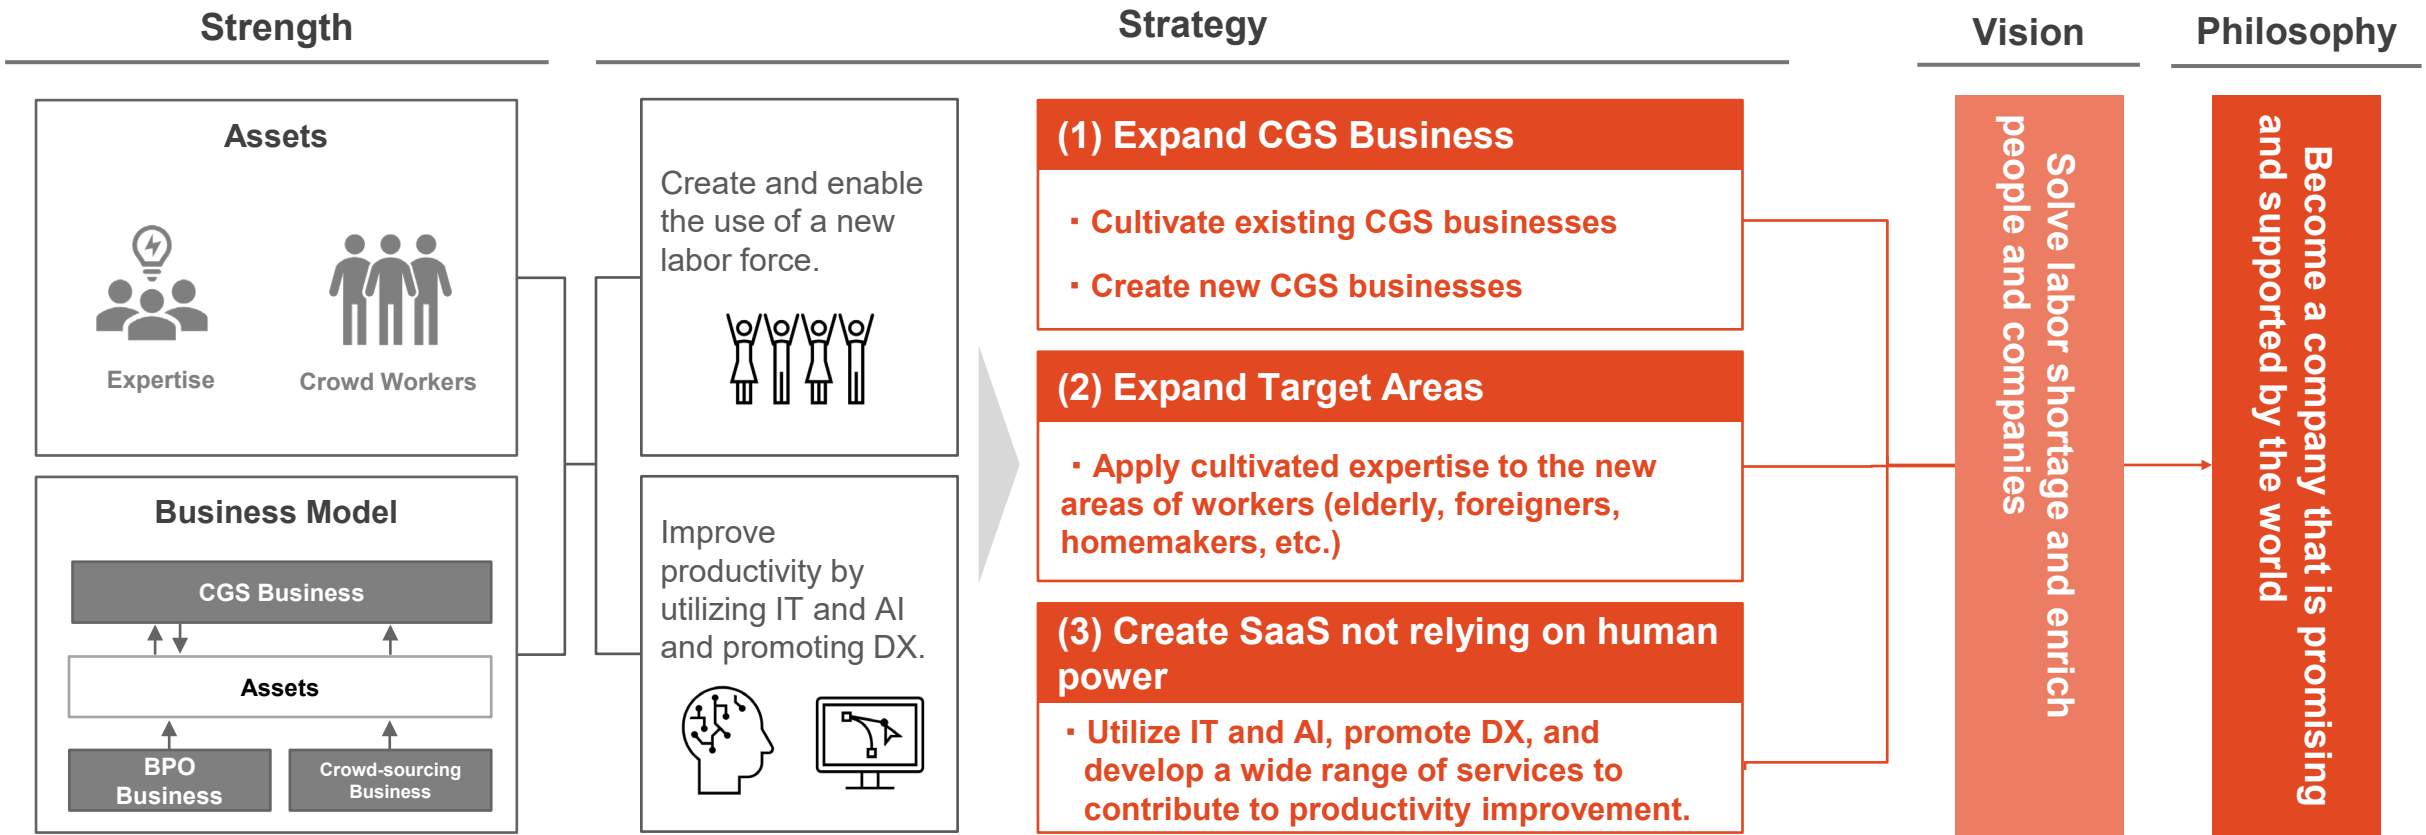 Strength
Strategy
Vision
Philosophy
Assets
Expertise
Crowd Workers
Business Model
CGS Business
Assets
BPO
Business
Crowd-sourcing
Business
Create and enable
the use of a new
labor force.
Improve
productivity by
utilizing IT and AI
and promoting DX.
(1) Expand CGS Business
・Cultivate existing CGS businesses
・Create new CGS businesses
(2) Expand Target Areas
・Apply cultivated expertise to the new
areas of workers (elderly, foreigners,
homemakers, etc.)
(3) Create SaaS not relying on human
power
・Utilize IT and AI, promote DX, and
develop a wide range of services to
contribute to productivity improvement.
Solve labor shortage and enrich
people and companies
Become a company that is promising
and supported by the world